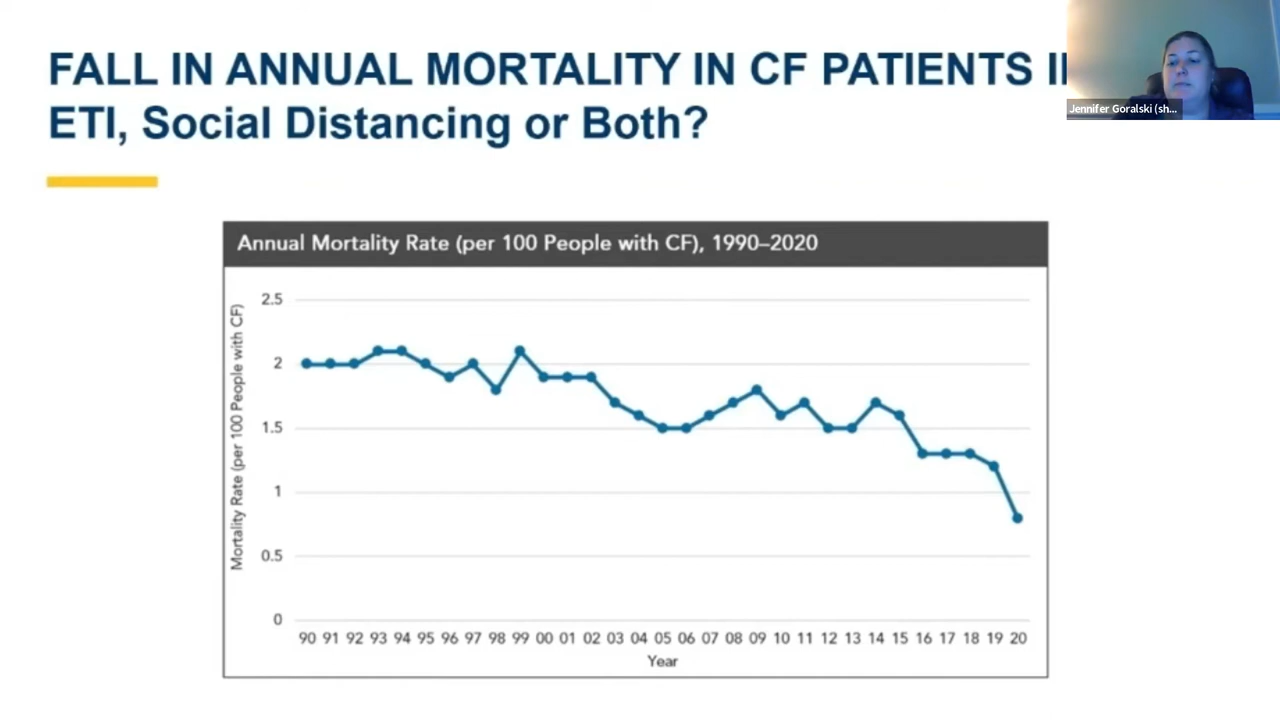 FALL IN ANNUAL MORTALITY IN CF PATIENTS
ETI, Social Distancing or Both?
Jennifer Goralski (sh...
Annual Mortality Rate (per 100 People with CF), 1990–2020
Mortality Rate (per 100 People with CF)
2.5
2
1.5
1
0.5
0
90 91 92 93 94 95 96 97 98 99 00 01 02 03 04 05 06 07 08 09 10 11 12 13 14 15 16 17 18 19 20
Year